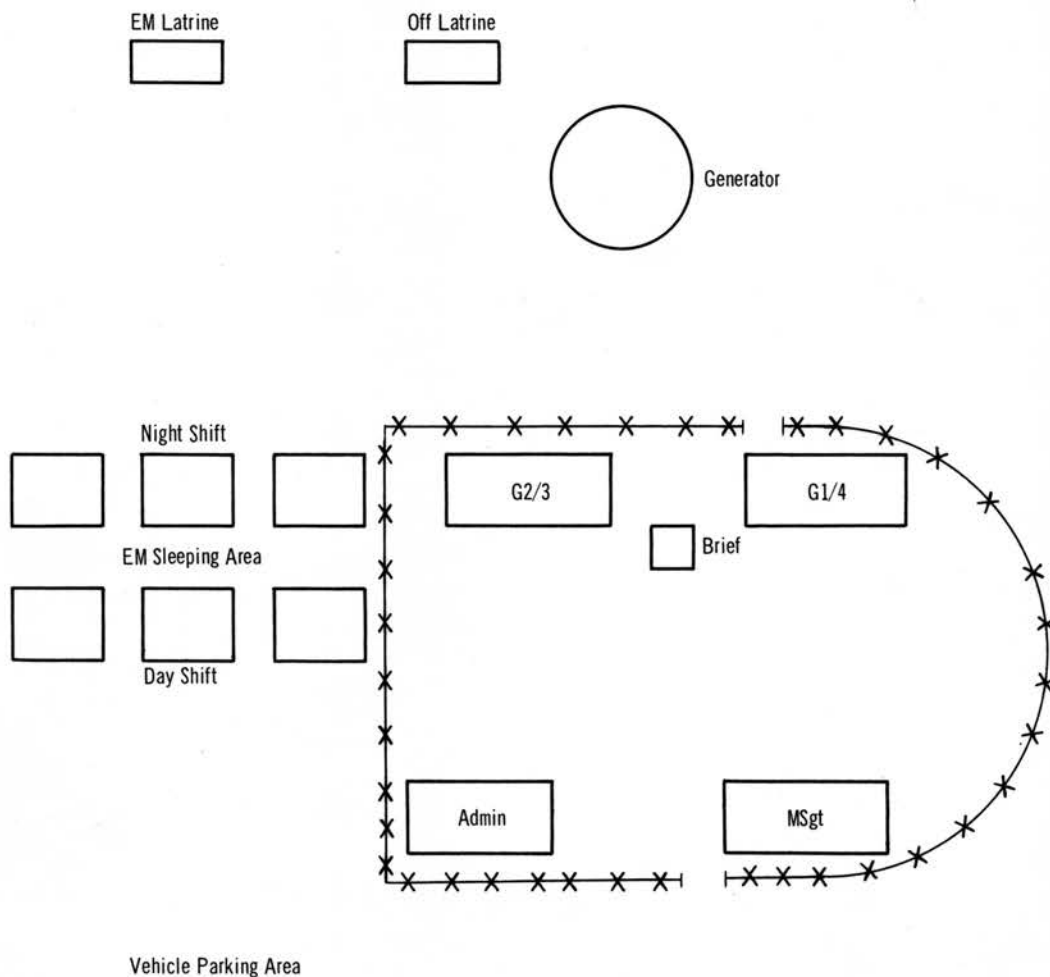 EM Latrine
Off Latrine
Generator
Night Shift
G2/3
G1/4
Brief
EM Sleeping Area
Day Shift
Admin
MSgt
Vehicle Parking Area